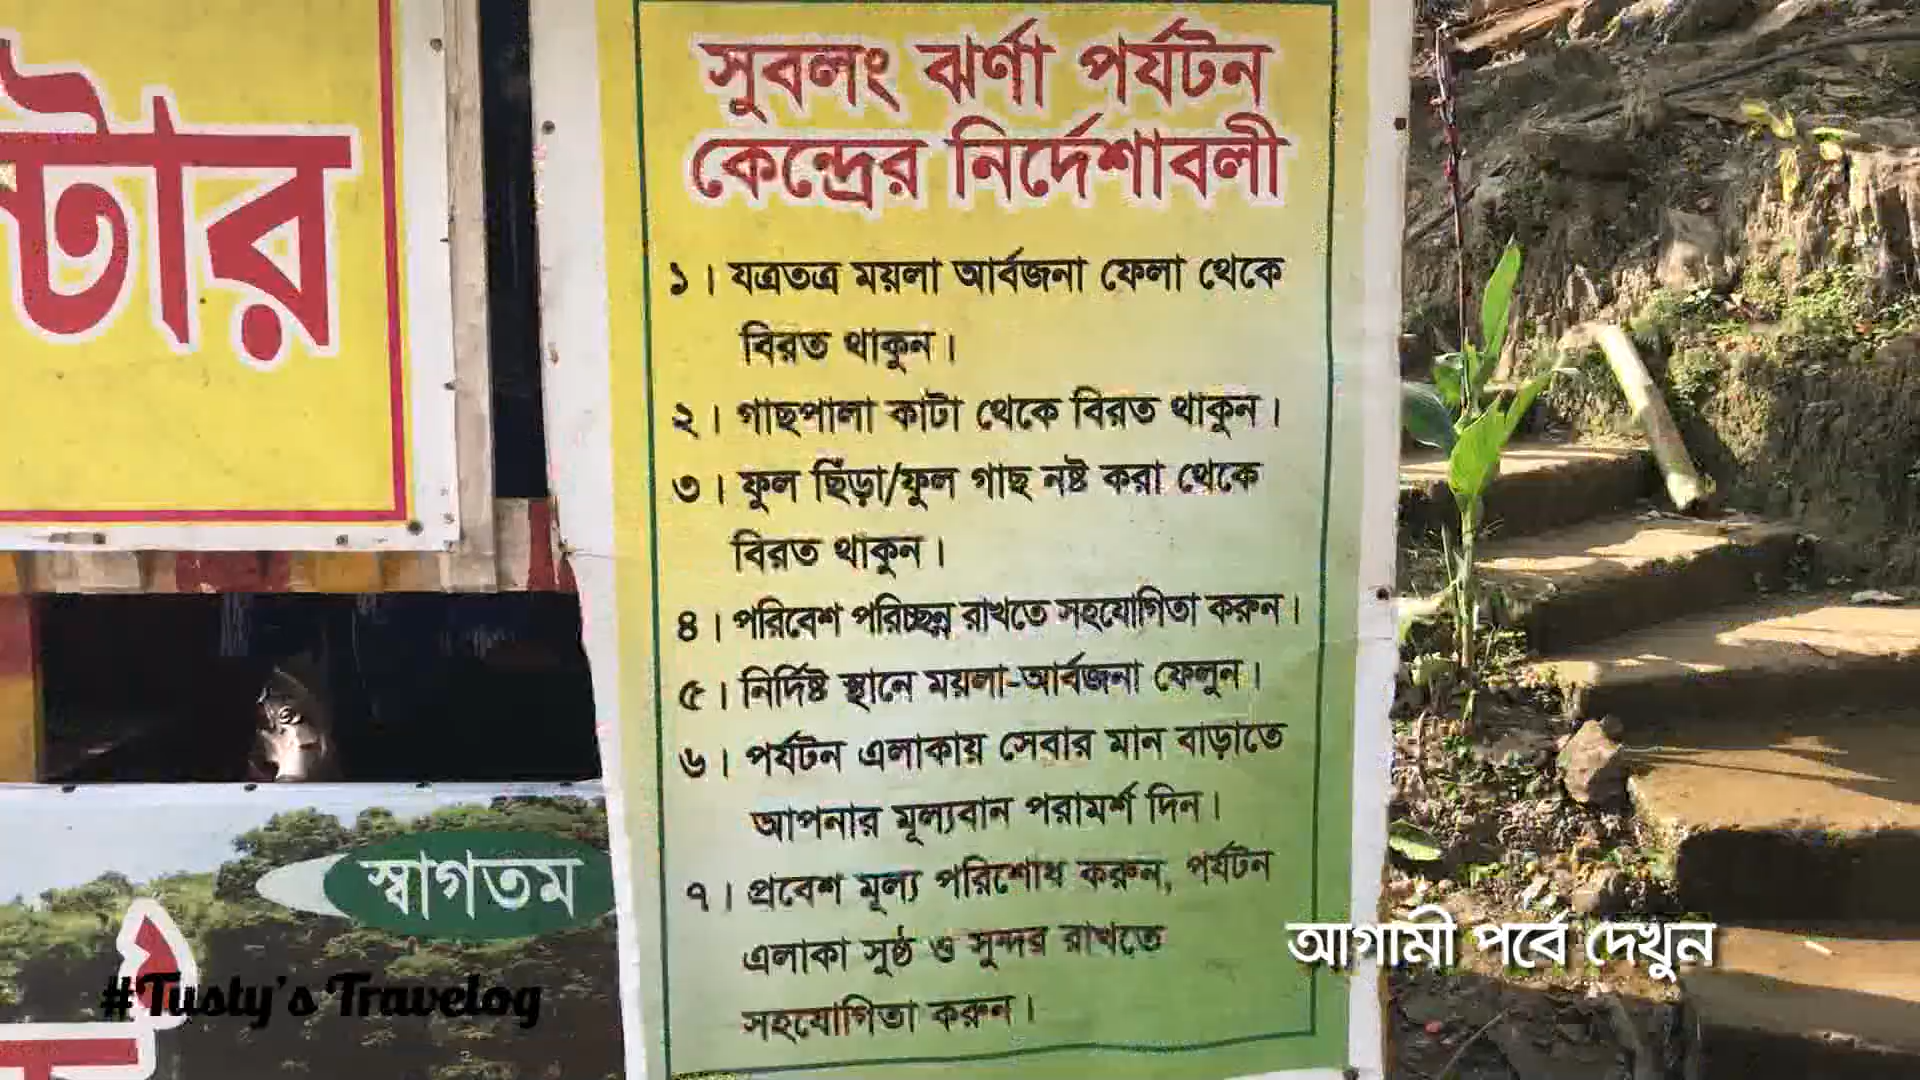 টার
সুবলং ঝর্ণা পর্যটন
কেন্দ্রের নির্দেশাবলী
১। যত্রতত্র ময়লা আর্বজনা ফেলা থেকে
বিরত থাকুন।
২। গাছপালা কাটা থেকে বিরত থাকুন।
৩। ফুল ছিঁড়া/ফুল গাছ নষ্ট করা থেকে
বিরত থাকুন।
৪। পরিবেশ পরিচ্ছন্ন রাখতে সহযোগিতা করুন।
৫। নির্দিষ্ট স্থানে ময়লা-আর্বজনা ফেলুন।
৬। পর্যটন এলাকায় সেবার মান বাড়াতে
আপনার মূল্যবান পরামর্শ দিন।
৭। প্রবেশ মূল্য পরিশোধ করুন, পর্যটন
এলাকা সুষ্ঠ ও সুন্দর রাখতে
সহযোগিতা করুন।
স্বাগতম
#Tusty's Travelog
আগামী পর্বে দেখুন